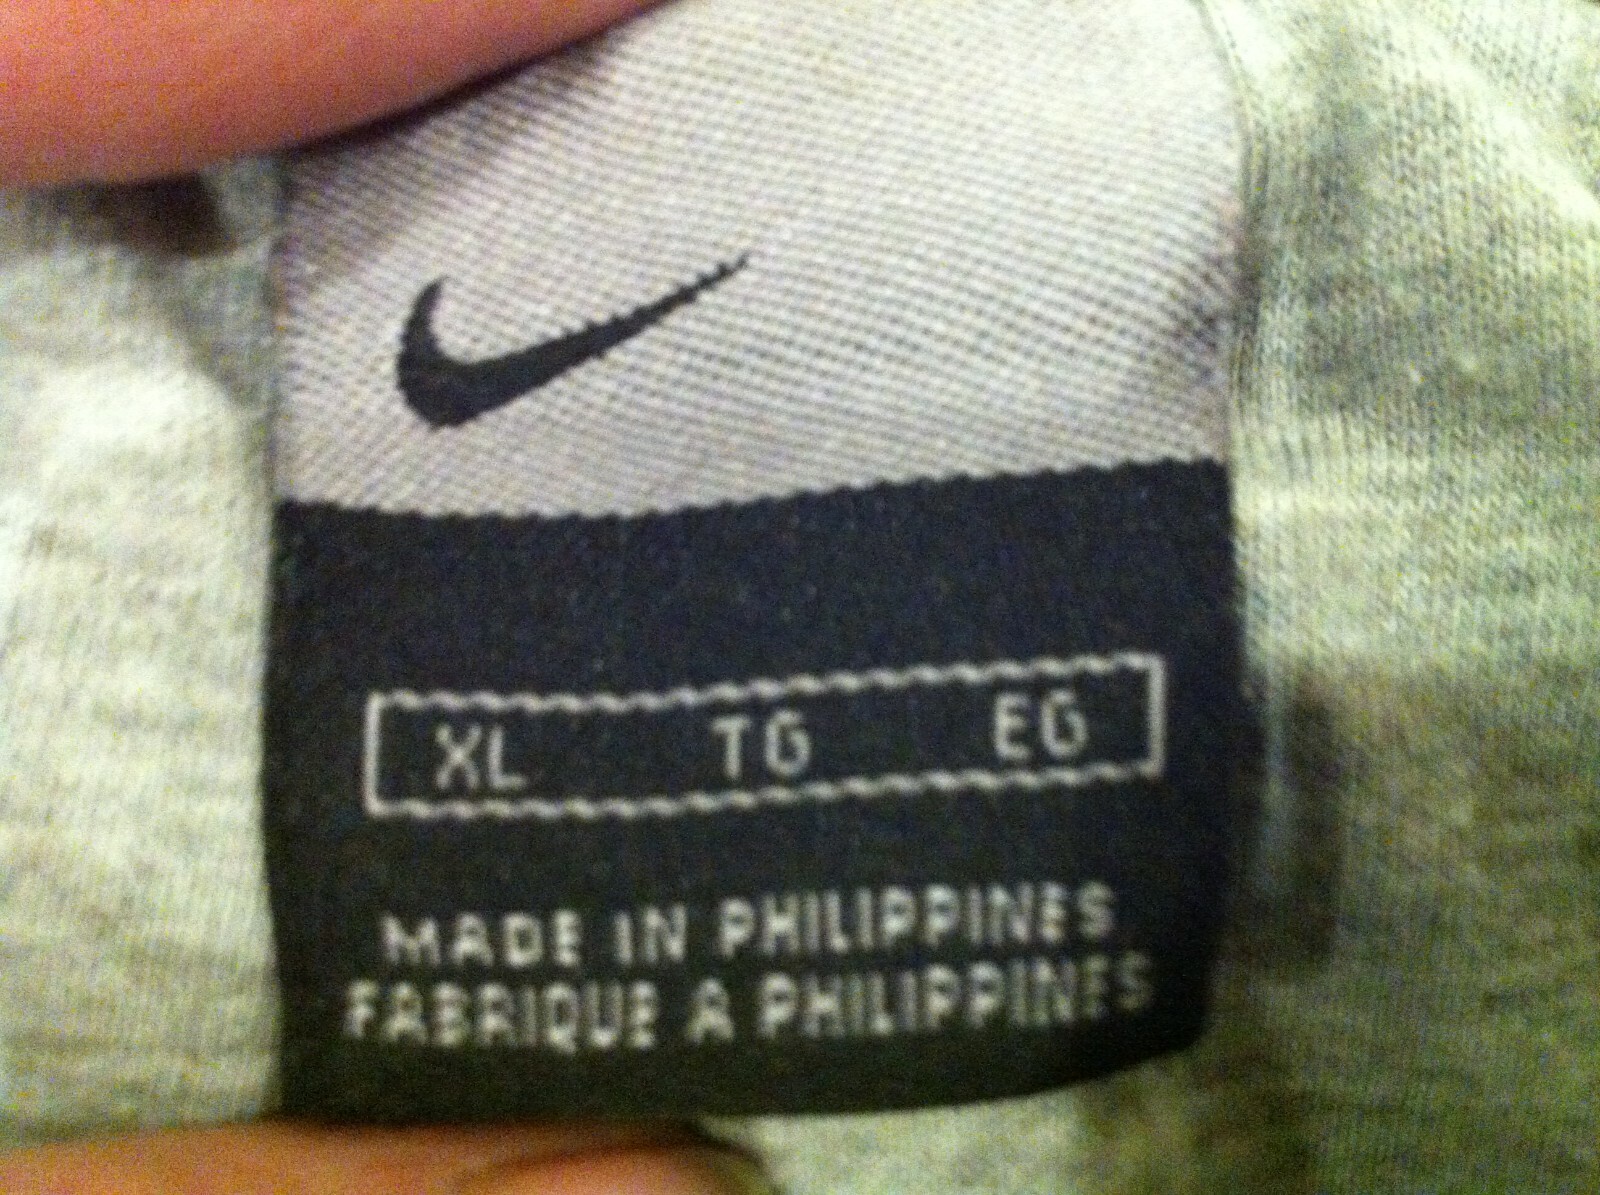 XL TG EG
MADE IN PHILIPPINES
FABRIQUE A PHILIPPINES